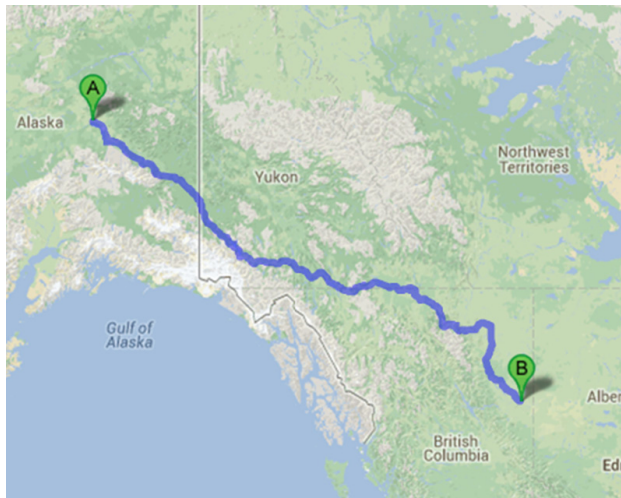 A
Alaska
Yukon
Northwest
Territories
Gulf of
Alaska
B
Alber
British
Columbia
Ed